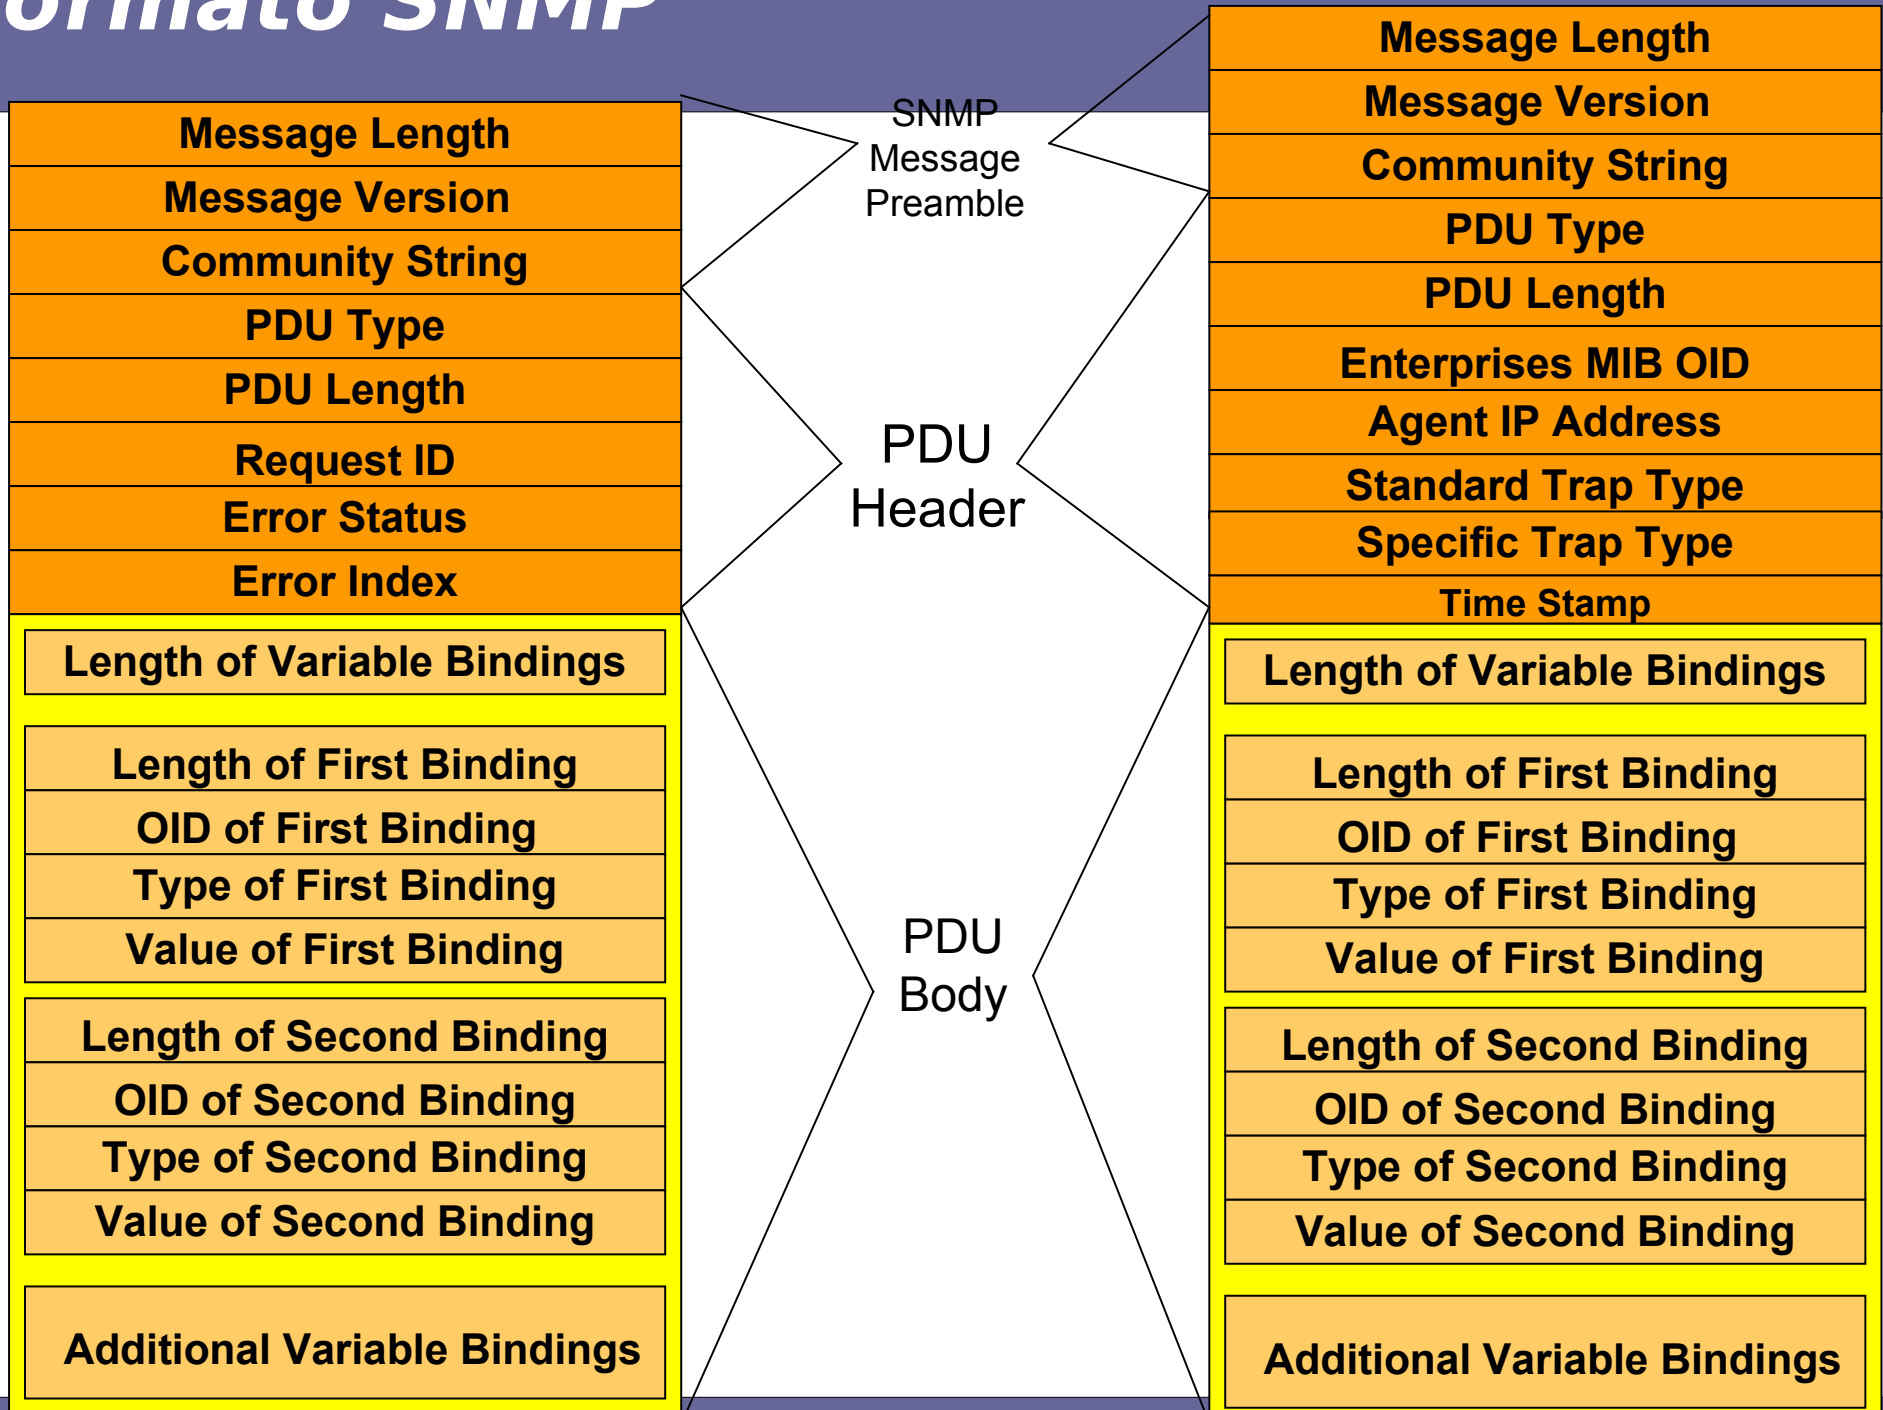 ormato SNMP
Message Length
Message Version
Community String
PDU Type
PDU Length
Request ID
Error Status
Error Index
Length of Variable Bindings
Length of First Binding
OID of First Binding
Type of First Binding
Value of First Binding
Length of Second Binding
OID of Second Binding
Type of Second Binding
Value of Second Binding
Additional Variable Bindings
SNMP
Message
Preamble
PDU
Header
PDU
Body
Message Length
Message Version
Community String
PDU Type
PDU Length
Enterprises MIB OID
Agent IP Address
Standard Trap Type
Specific Trap Type
Time Stamp
Length of Variable Bindings
Length of First Binding
OID of First Binding
Type of First Binding
Value of First Binding
Length of Second Binding
OID of Second Binding
Type of Second Binding
Value of Second Binding
Additional Variable Bindings